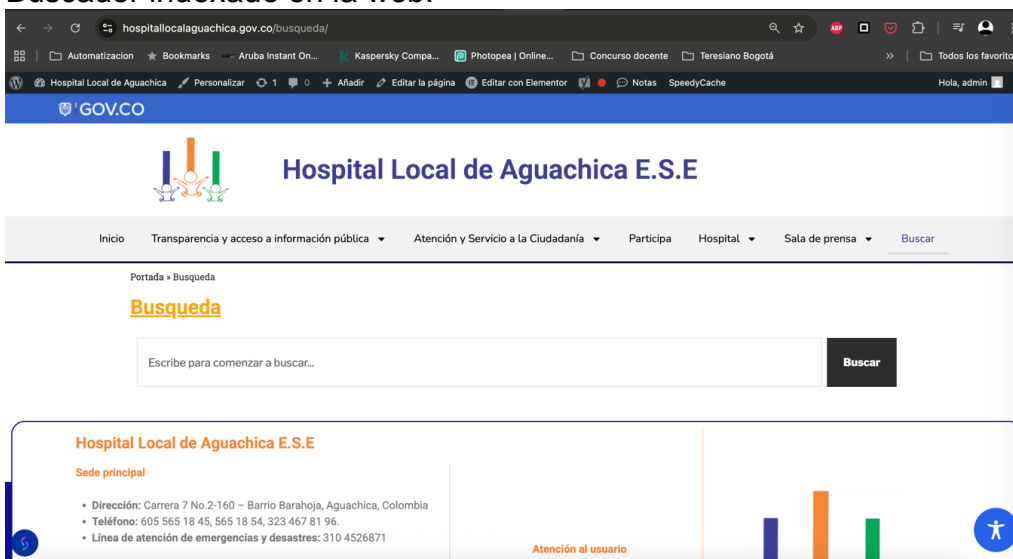 Buscador indexado en la web.
hospitallocalaguachica.gov.co/busqueda/
ABP
Automatizacion Bookmarks Aruba Instant On... Kaspersky Compa... Photopea | Online... Concurso docente Teresiano Bogotá » Todos los favorito
Hospital Local de Aguachica Personalizar 1 0 Añadir Editar la página Editar con Elementor Notas SpeedyCache Hola, admin
GOV.CO
Hospital Local de Aguachica E.S.E
Inicio Transparencia y acceso a información pública Atención y Servicio a la Ciudadanía Participa Hospital Sala de prensa Buscar
Portada » Busqueda
Busqueda
Escribe para comenzar a buscar... Buscar
Hospital Local de Aguachica E.S.E
Sede principal
• Dirección: Carrera 7 No.2-160 – Barrio Barahoja, Aguachica, Colombia
• Teléfono: 605 565 18 45, 565 18 54, 323 467 81 96.
• Línea de atención de emergencias y desastres: 310 4526871
Atención al usuario